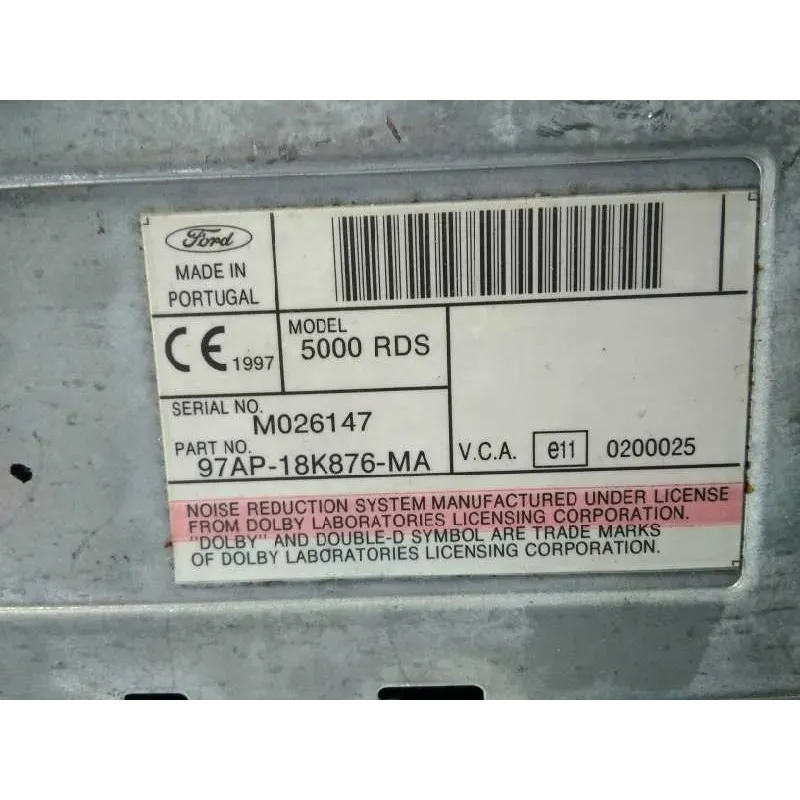 Ford
MADE IN
PORTUGAL
CE 1997
MODEL
5000 RDS
SERIAL NO.
M026147
PART NO.
97AP-18K876-MA
V.C.A. e11 0200025
NOISE REDUCTION SYSTEM MANUFACTURED UNDER LICENSE
FROM DOLBY LABORATORIES LICENSING CORPORATION.
"DOLBY" AND DOUBLE-D SYMBOL ARE TRADE MARKS
OF DOLBY LABORATORIES LICENSING CORPORATION.